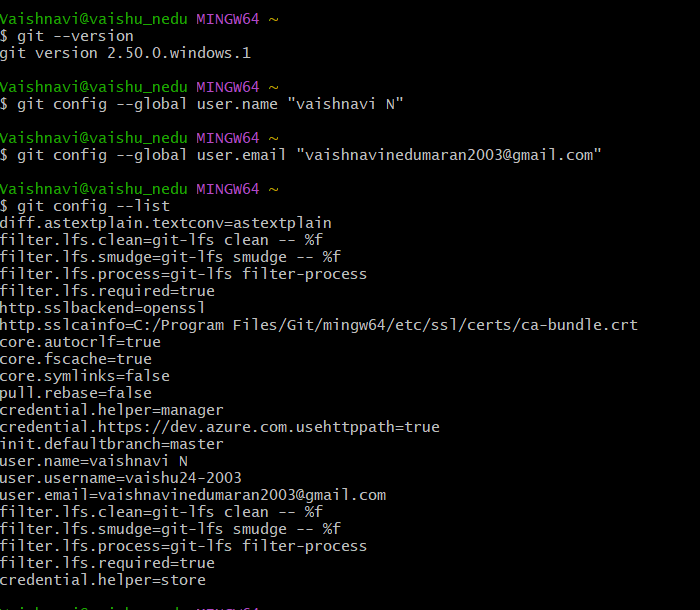 Vaishnavi@vaishu_nedu MINGW64 ~
$ git --version
git version 2.50.0.windows.1
Vaishnavi@vaishu_nedu MINGW64 ~
$ git config --global user.name "vaishnavi N"
Vaishnavi@vaishu_nedu MINGW64 ~
$ git config --global user.email "vaishnavinedumaran2003@gmail.com"
Vaishnavi@vaishu_nedu MINGW64 ~
$ git config --list
diff.astextplain.textconv=astextplain
filter.lfs.clean=git-lfs clean -- %f
filter.lfs.smudge=git-lfs smudge -- %f
filter.lfs.process=git-lfs filter-process
filter.lfs.required=true
http.sslbackend=openssl
http.sslcainfo=C:/Program Files/Git/mingw64/etc/ssl/certs/ca-bundle.crt
core.autocrlf=true
core.fscache=true
core.symlinks=false
pull.rebase=false
credential.helper=manager
credential.https://dev.azure.com.usehttppath=true
init.defaultbranch=master
user.name=vaishnavi N
user.username=vaishu24-2003
user.email=vaishnavinedumaran2003@gmail.com
filter.lfs.clean=git-lfs clean -- %f
filter.lfs.smudge=git-lfs smudge -- %f
filter.lfs.process=git-lfs filter-process
filter.lfs.required=true
credential.helper=store
Vaishnavi@vaishu_nedu MINGW64 ~